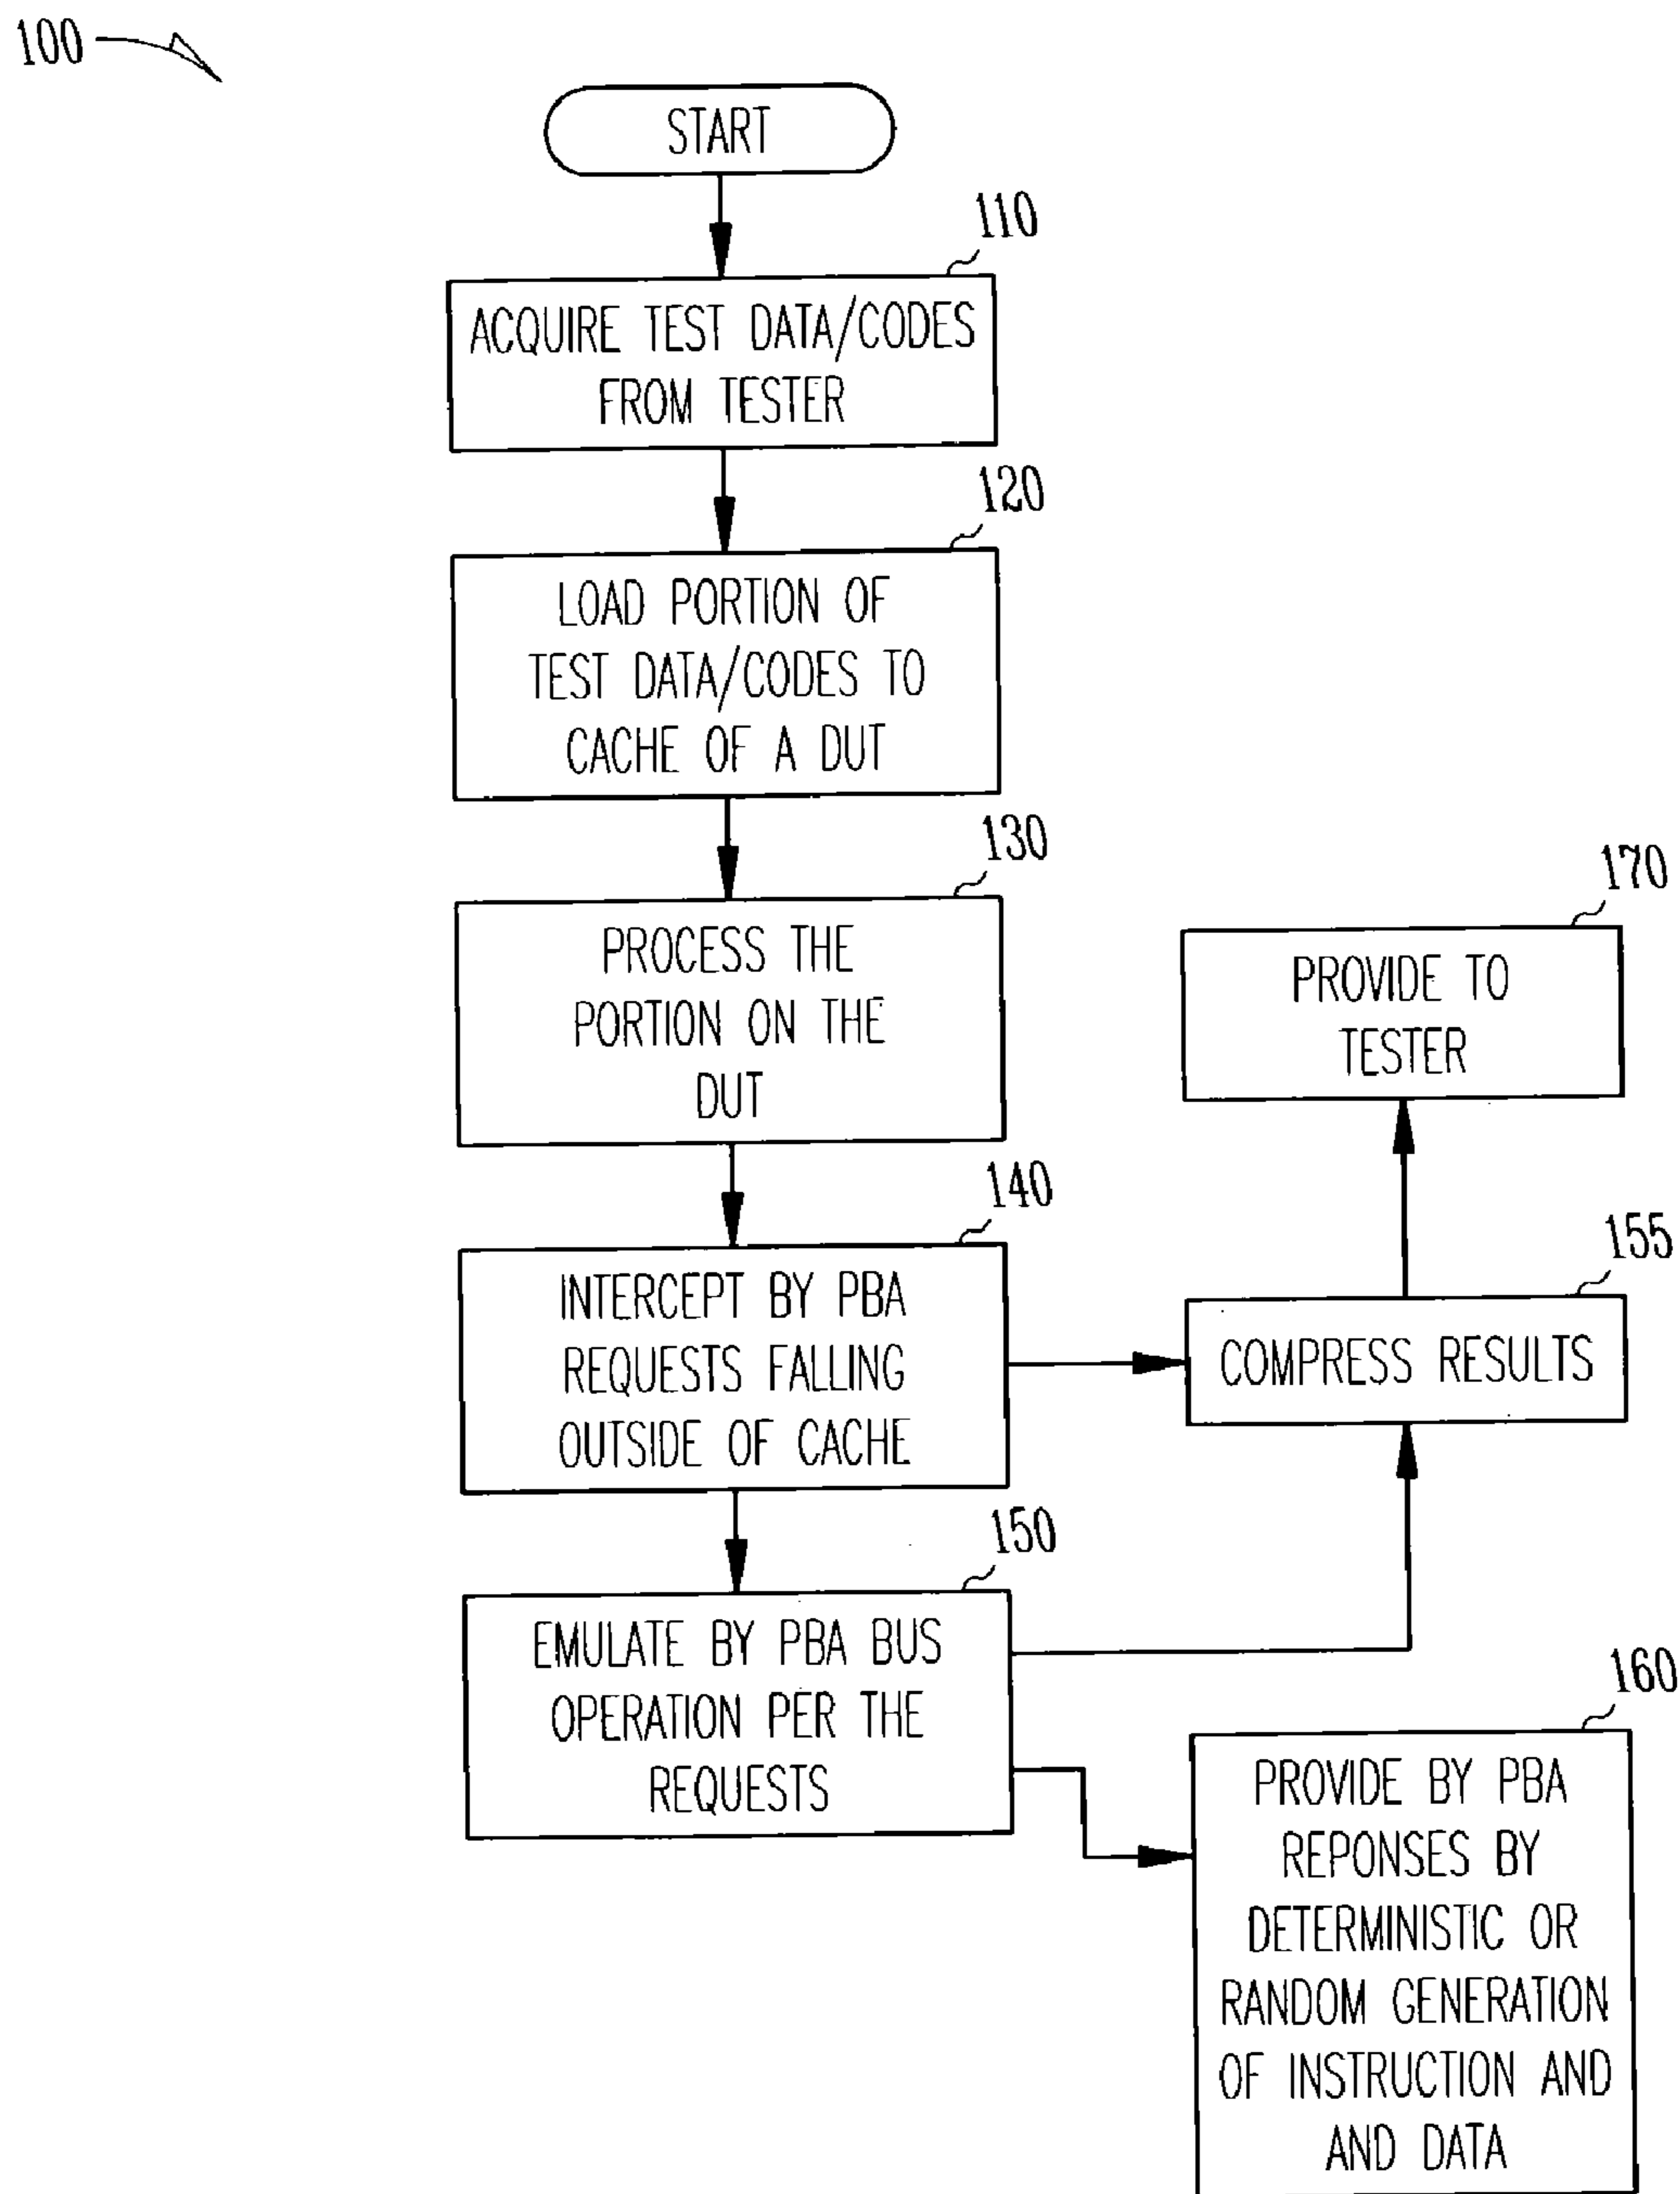 100
START
110
ACQUIRE TEST DATA/CODES
FROM TESTER
120
LOAD PORTION OF
TEST DATA/CODES TO
CACHE OF A DUT
130
PROCESS THE
PORTION ON THE
DUT
170
PROVIDE TO
TESTER
140
INTERCEPT BY PBA
REQUESTS FALLING
OUTSIDE OF CACHE
155
COMPRESS RESULTS
150
EMULATE BY PBA BUS
OPERATION PER THE
REQUESTS
160
PROVIDE BY PBA
REPONSES BY
DETERMINISTIC OR
RANDOM GENERATION
OF INSTRUCTION AND
AND DATA